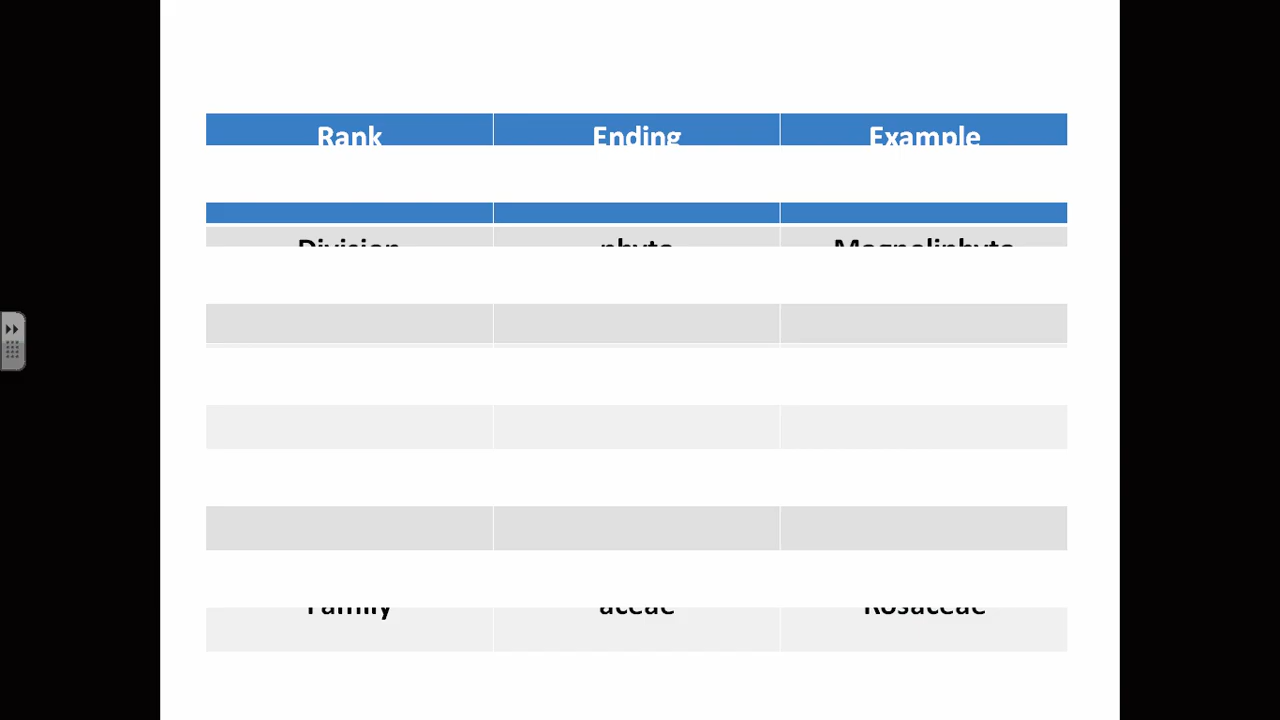 Rank Ending Example
Division phyta Magnoliphyta
Family aceae Rosaceae